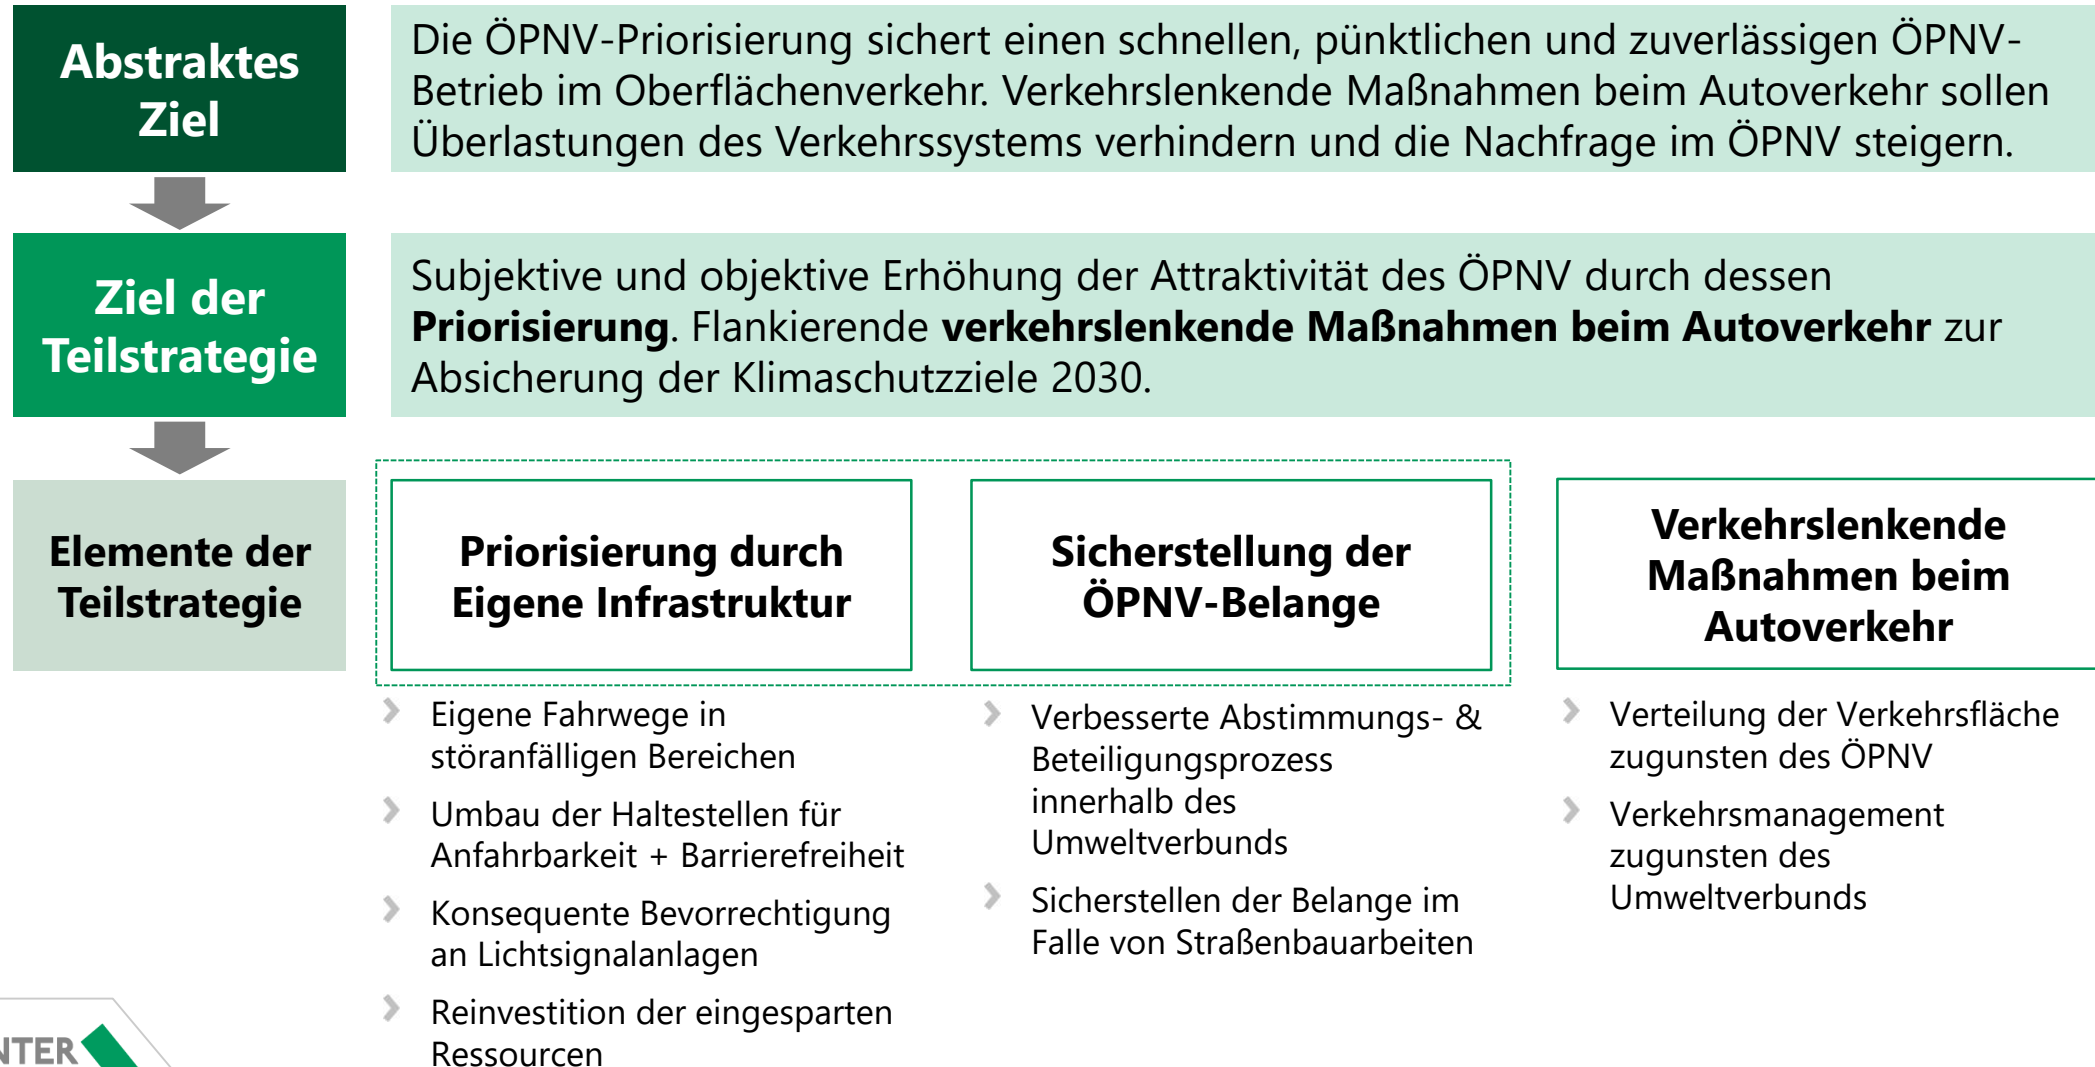 Abstraktes
Ziel
Die ÖPNV-Priorisierung sichert einen schnellen, pünktlichen und zuverlässigen ÖPNV-
Betrieb im Oberflächenverkehr. Verkehrslenkende Maßnahmen beim Autoverkehr sollen
Überlastungen des Verkehrssystems verhindern und die Nachfrage im ÖPNV steigern.
Ziel der
Teilstrategie
Subjektive und objektive Erhöhung der Attraktivität des ÖPNV durch dessen
Priorisierung. Flankierende verkehrslenkende Maßnahmen beim Autoverkehr zur
Absicherung der Klimaschutzziele 2030.
Elemente der
Teilstrategie
Priorisierung durch
Eigene Infrastruktur
Eigene Fahrwege in
störanfälligen Bereichen
Umbau der Haltestellen für
Anfahrbarkeit + Barrierefreiheit
Konsequente Bevorrechtigung
an Lichtsignalanlagen
Reinvestition der eingesparten
Ressourcen
Sicherstellung der
ÖPNV-Belange
Verbesserte Abstimmungs- &
Beteiligungsprozess
innerhalb des
Umweltverbunds
Sicherstellen der Belange im
Falle von Straßenbauarbeiten
Verkehrslenkende
Maßnahmen beim
Autoverkehr
Verteilung der Verkehrsfläche
zugunsten des ÖPNV
Verkehrsmanagement
zugunsten des
Umweltverbunds
NTER